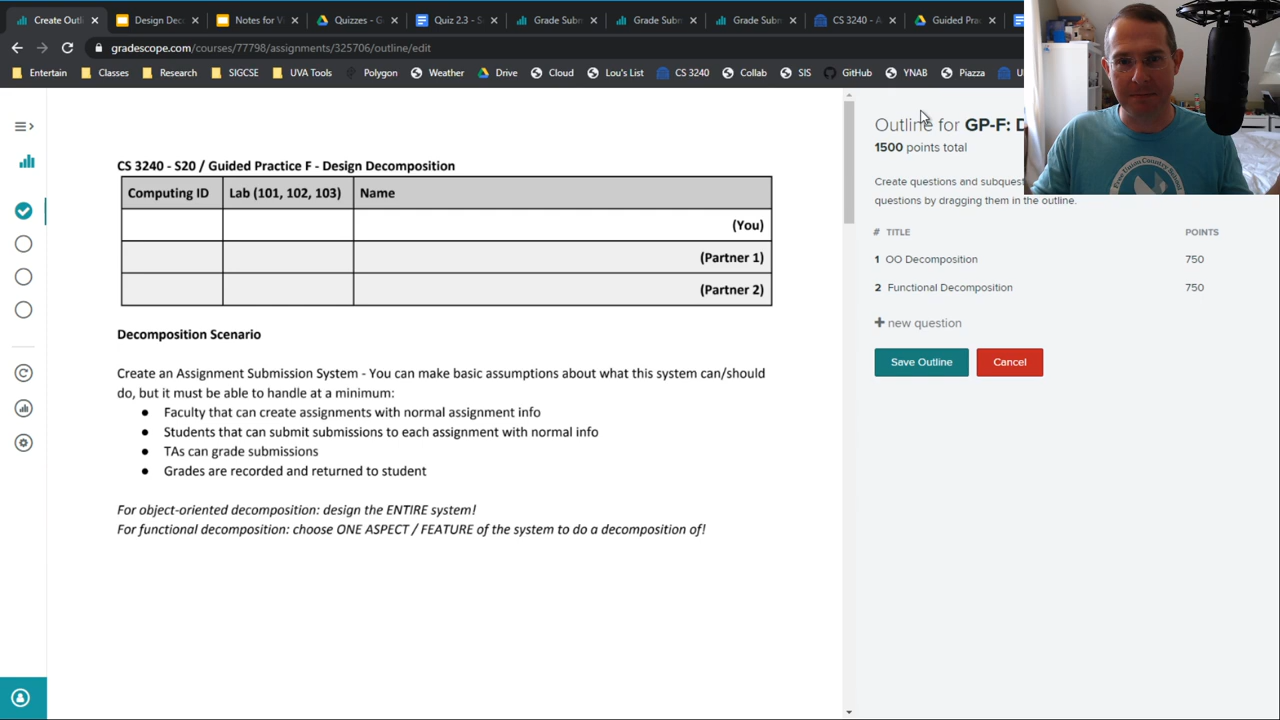 Create Outlin
Design Deco
Notes for Vi
Quizzes - G
Quiz 2.3 - S
Grade Subm
Grade Subm
Grade Subm
CS 3240 - A
Guided Prac
gradescope.com/courses/77798/assignments/325706/outline/edit
Entertain
Classes
Research
SIGCSE
UVA Tools
Polygon
Weather
Drive
Cloud
Lou's List
CS 3240
Collab
SIS
GitHub
YNAB
Piazza
CS 3240 - S20 / Guided Practice F - Design Decomposition
Computing ID Lab (101, 102, 103) Name
(You)
(Partner 1)
(Partner 2)
Decomposition Scenario
Create an Assignment Submission System - You can make basic assumptions about what this system can/should
do, but it must be able to handle at a minimum:
● Faculty that can create assignments with normal assignment info
● Students that can submit submissions to each assignment with normal info
● TAs can grade submissions
● Grades are recorded and returned to student
For object-oriented decomposition: design the ENTIRE system!
For functional decomposition: choose ONE ASPECT / FEATURE of the system to do a decomposition of!
Outline for GP-F: D
1500 points total
Create questions and subquest
questions by dragging them in the outline.
# TITLE POINTS
1 OO Decomposition 750
2 Functional Decomposition 750
+ new question
Save Outline Cancel